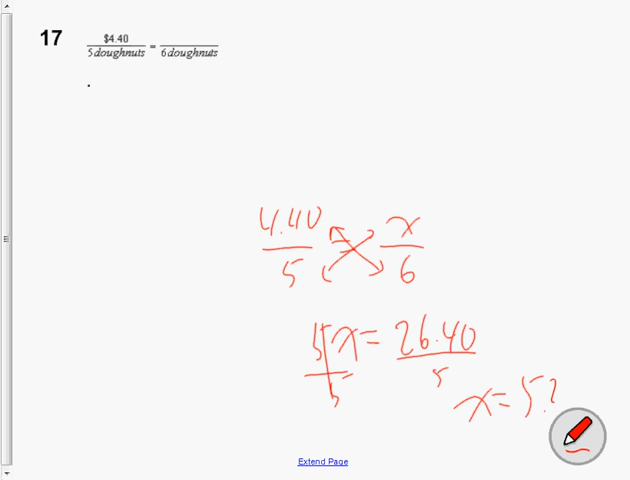 17 $4.40 / 5 doughnuts = / 6 doughnuts
4.40 / 5 = x / 6
5x / 5 = 26.40 / 5
x = 5.
Extend Page